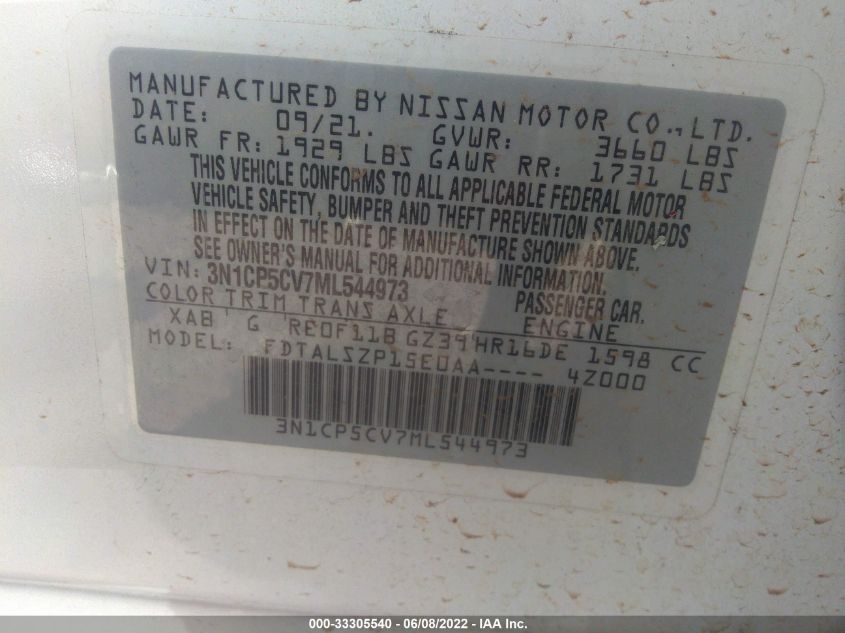 MANUFACTURED BY NISSAN MOTOR CO., LTD.
DATE: 09/21. GVWR: 3660 LBS
GAWR FR: 1929 LBS GAWR RR: 1731 LBS
THIS VEHICLE CONFORMS TO ALL APPLICABLE FEDERAL MOTOR
VEHICLE SAFETY, BUMPER AND THEFT PREVENTION STANDARDS
IN EFFECT ON THE DATE OF MANUFACTURE SHOWN ABOVE.
SEE OWNER'S MANUAL FOR ADDITIONAL INFORMATION.
VIN: 3N1CP5CV7ML544973 PASSENGER CAR.
COLOR TRIM TRANS AXLE ENGINE
XAB G RE0F11B GZ39 HR16DE 1598 CC
MODEL: FDTALSZP15EUAA---- 4Z000
3N1CP5CV7ML544973
000-33305540 - 06/08/2022 - IAA Inc.